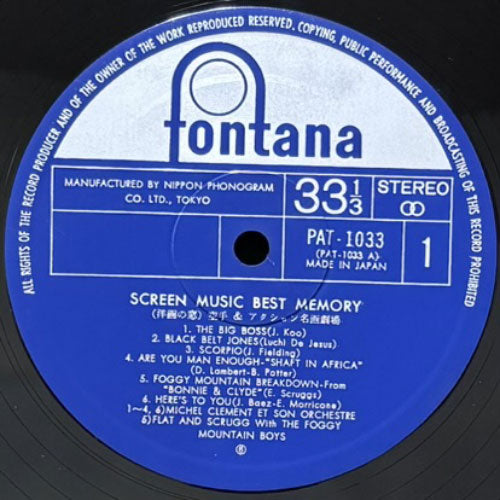 ALL RIGHTS OF THE RECORD PRODUCER AND OF THE OWNER OF THE WORK REPRODUCED RESERVED. COPYING, PUBLIC PERFORMANCE AND BROADCASTING OF THIS RECORD PROHIBITED
fontana
MANUFACTURED BY NIPPON PHONOGRAM
CO. LTD., TOKYO
33 1/3
STEREO
PAT-1033
(PAT-1033 A)
MADE IN JAPAN
1
SCREEN MUSIC BEST MEMORY
(洋画の窓) 空手 & アクション名画劇場
1. THE BIG BOSS(J. Koo)
2. BLACK BELT JONES(Luchi De Jesus)
3. SCORPIO(J. Fielding)
4. ARE YOU MAN ENOUGH-"SHAFT IN AFRICA"
(D. Lambert-B. Potter)
5. FOGGY MOUNTAIN BREAKDOWN-From
"BONNIE & CLYDE"(E. Scruggs)
6. HERE'S TO YOU(J. Baez-E. Morricone)
1~4, 6)MICHEL CLEMENT ET SON ORCHESTRE
5)FLAT AND SCRUGG With THE FOGGY
MOUNTAIN BOYS